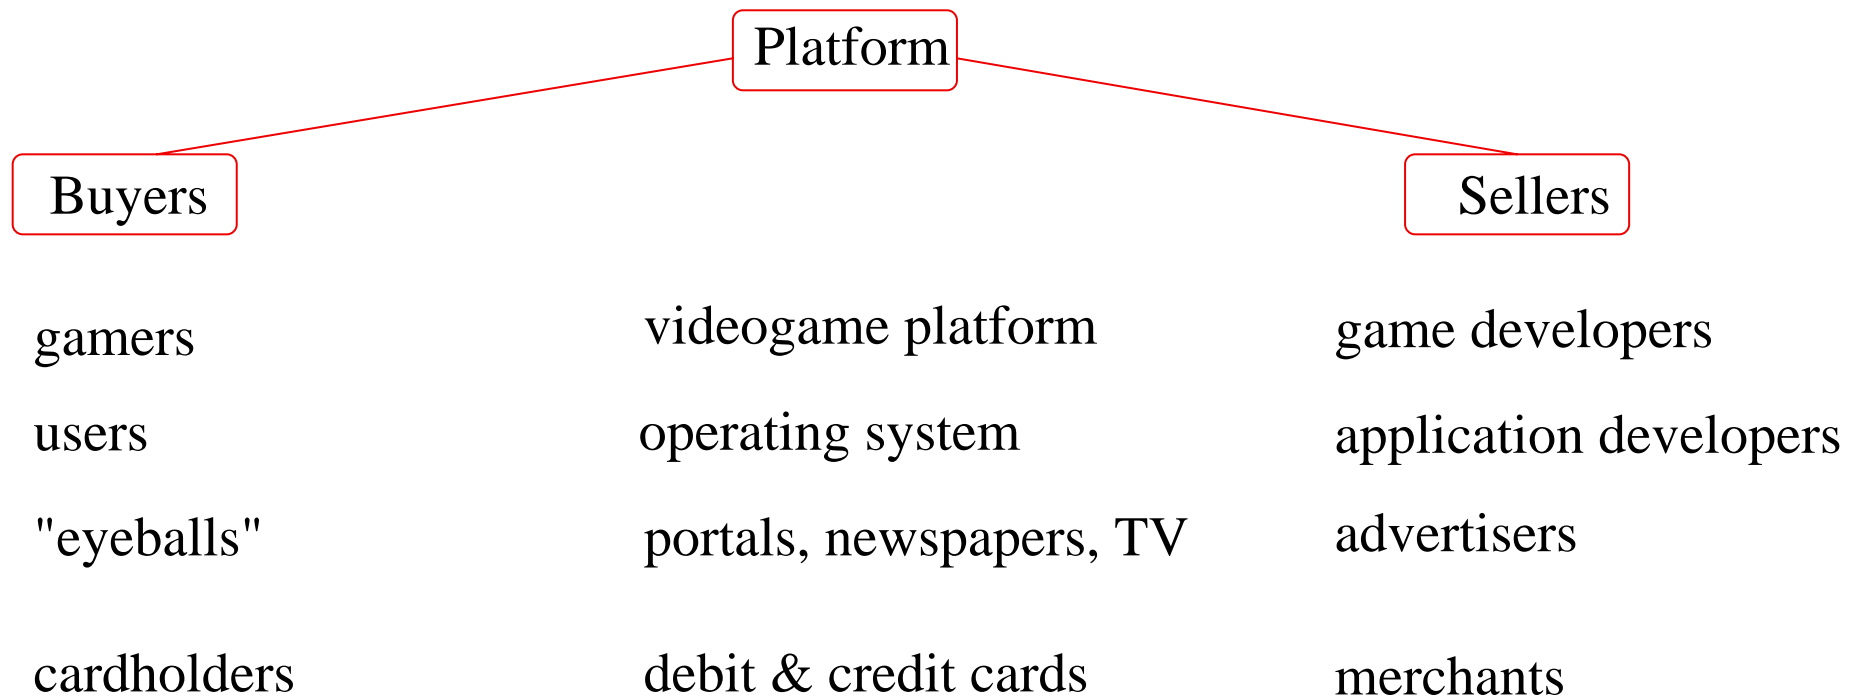 Platform
Buyers
Sellers
gamers
videogame platform
game developers
users
operating system
application developers
"eyeballs"
portals, newspapers, TV
advertisers
cardholders
debit & credit cards
merchants